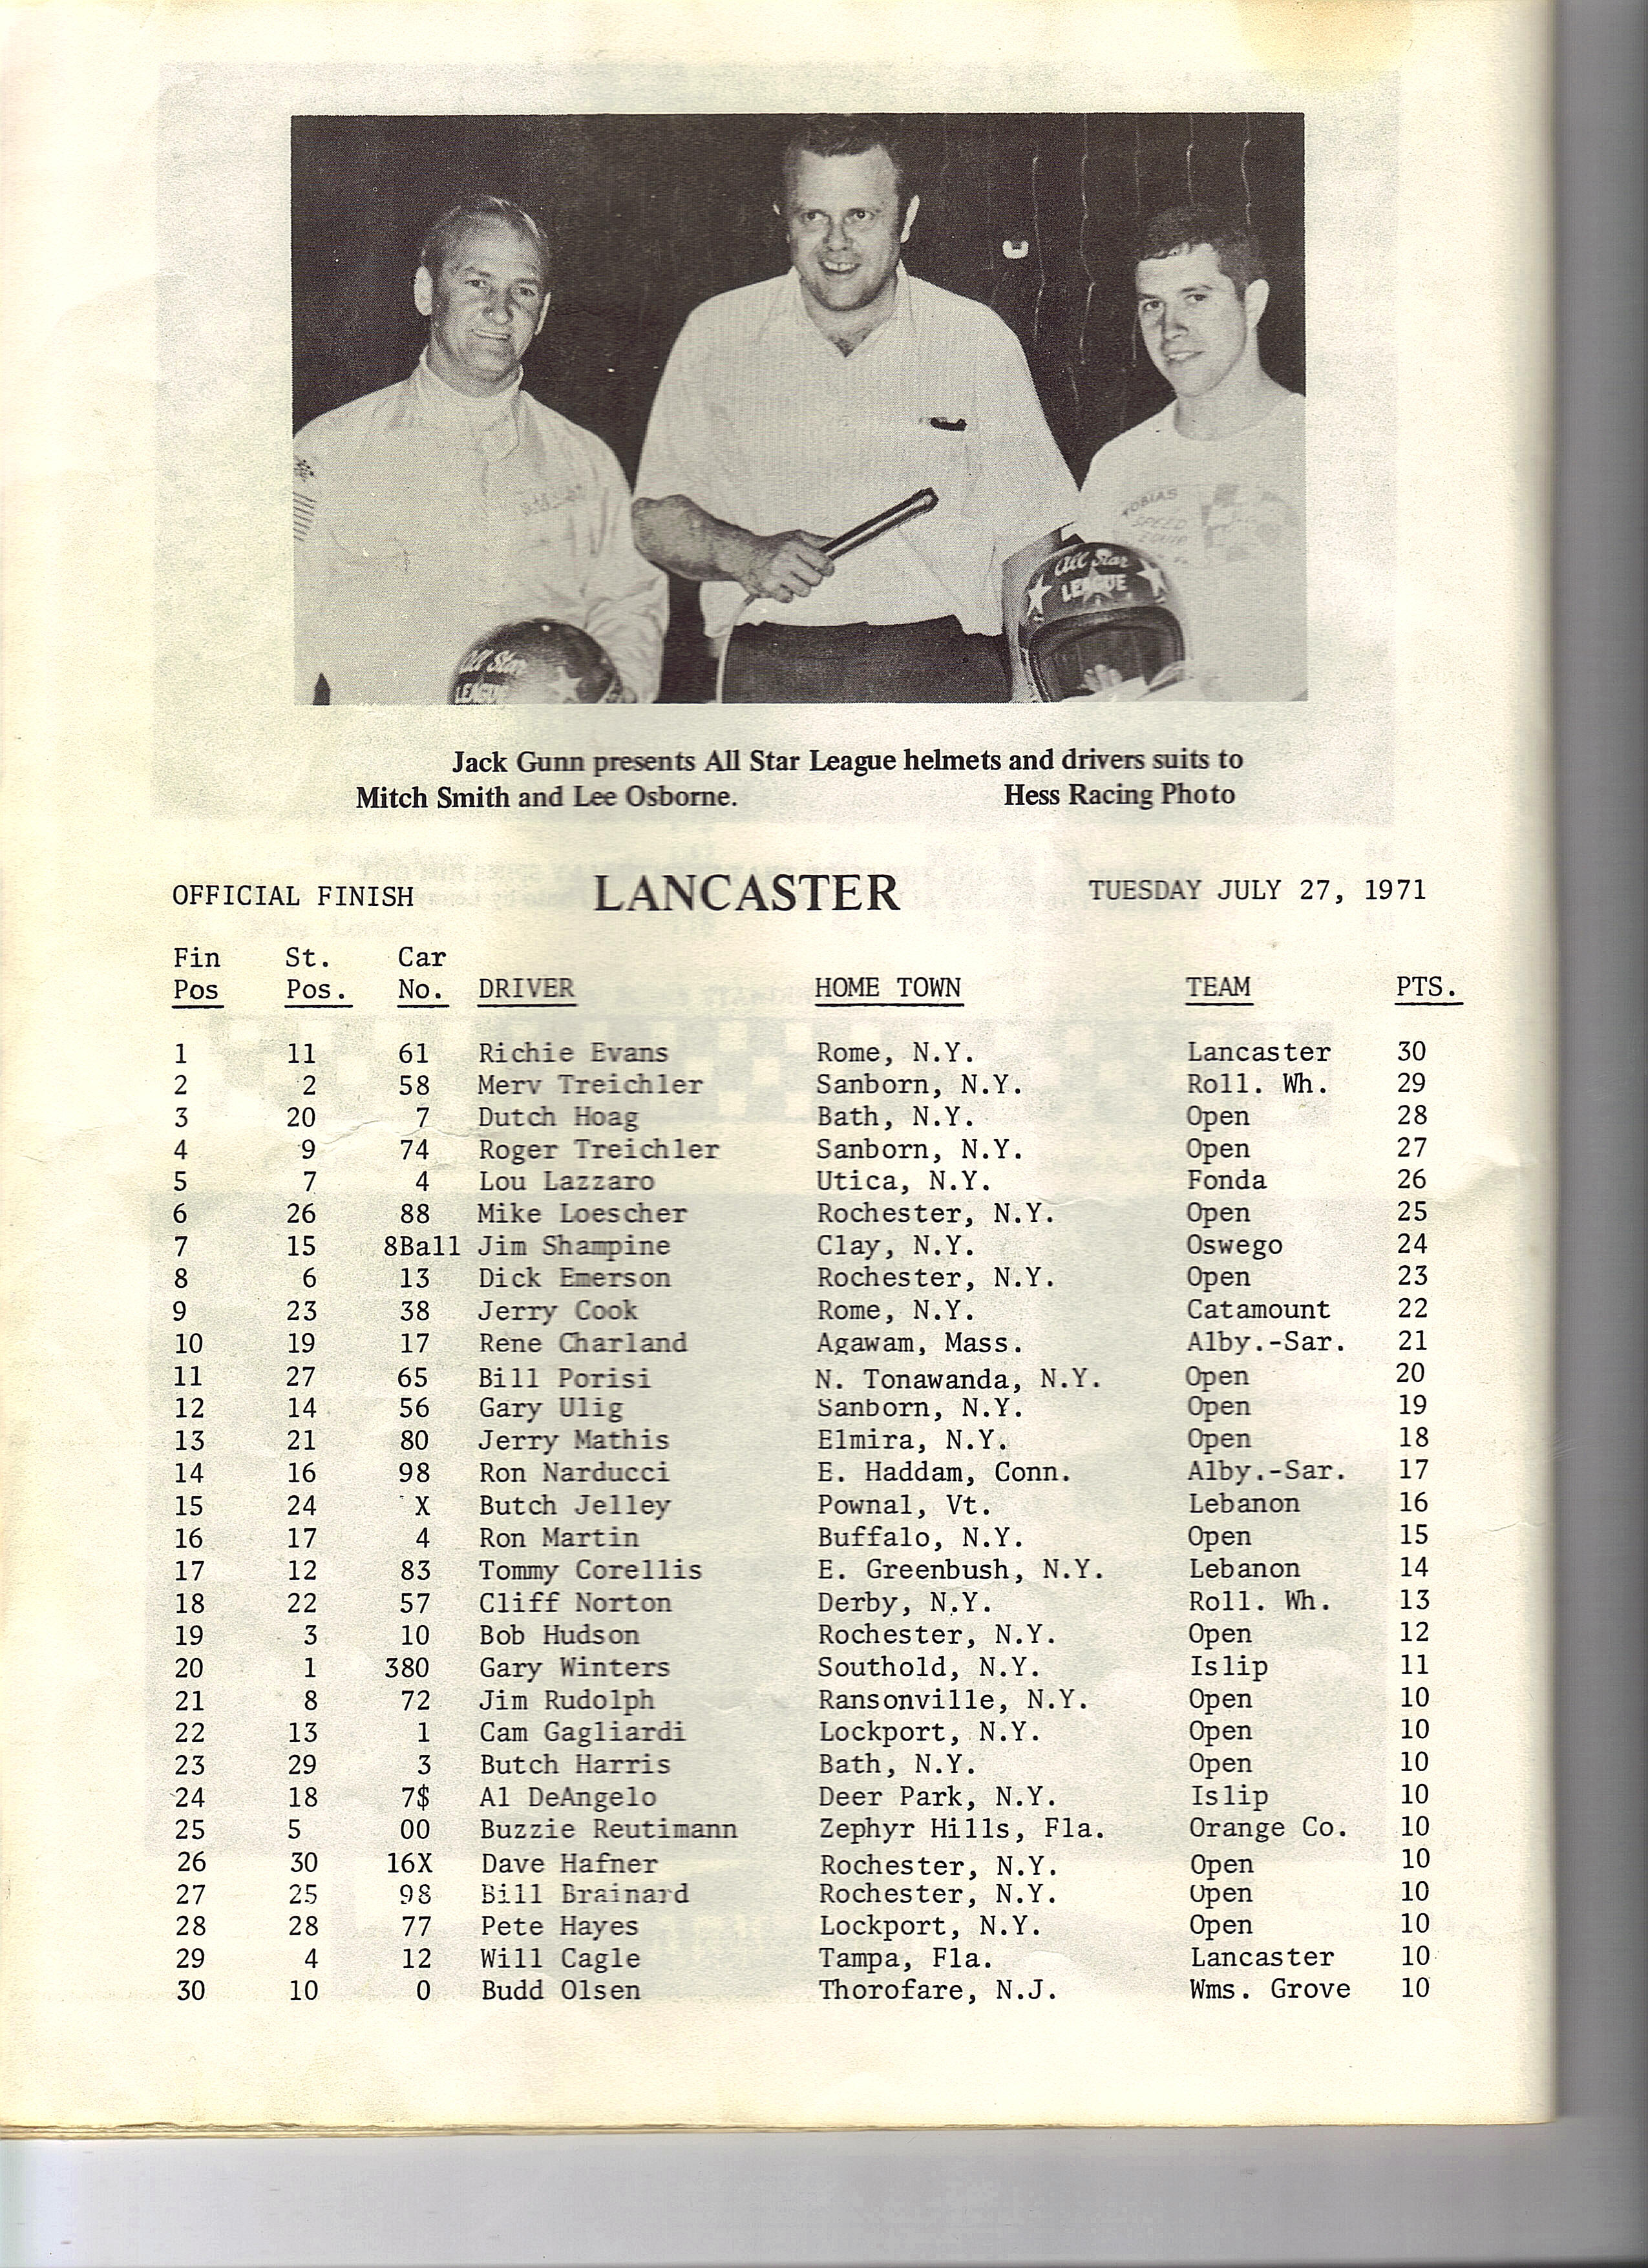 TOBIAS
SPEED
EQUIP
All Star
LEAGUE
All Star
LEAGUE
Jack Gunn presents All Star League helmets and drivers suits to
Mitch Smith and Lee Osborne. Hess Racing Photo
OFFICIAL FINISH LANCASTER TUESDAY JULY 27, 1971
Fin St. Car
Pos Pos. No. DRIVER HOME TOWN TEAM PTS.
1 11 61 Richie Evans Rome, N.Y. Lancaster 30
2 2 58 Merv Treichler Sanborn, N.Y. Roll. Wh. 29
3 20 7 Dutch Hoag Bath, N.Y. Open 28
4 9 74 Roger Treichler Sanborn, N.Y. Open 27
5 7 4 Lou Lazzaro Utica, N.Y. Fonda 26
6 26 88 Mike Loescher Rochester, N.Y. Open 25
7 15 8Ball Jim Shampine Clay, N.Y. Oswego 24
8 6 13 Dick Emerson Rochester, N.Y. Open 23
9 23 38 Jerry Cook Rome, N.Y. Catamount 22
10 19 17 Rene Charland Agawam, Mass. Alby.-Sar. 21
11 27 65 Bill Porisi N. Tonawanda, N.Y. Open 20
12 14 56 Gary Ulig Sanborn, N.Y. Open 19
13 21 80 Jerry Mathis Elmira, N.Y. Open 18
14 16 98 Ron Narducci E. Haddam, Conn. Alby.-Sar. 17
15 24 X Butch Jelley Pownal, Vt. Lebanon 16
16 17 4 Ron Martin Buffalo, N.Y. Open 15
17 12 83 Tommy Corellis E. Greenbush, N.Y. Lebanon 14
18 22 57 Cliff Norton Derby, N.Y. Roll. Wh. 13
19 3 10 Bob Hudson Rochester, N.Y. Open 12
20 1 380 Gary Winters Southold, N.Y. Islip 11
21 8 72 Jim Rudolph Ransonville, N.Y. Open 10
22 13 1 Cam Gagliardi Lockport, N.Y. Open 10
23 29 3 Butch Harris Bath, N.Y. Open 10
24 18 7$ Al DeAngelo Deer Park, N.Y. Islip 10
25 5 00 Buzzie Reutimann Zephyr Hills, Fla. Orange Co. 10
26 30 16X Dave Hafner Rochester, N.Y. Open 10
27 25 98 Bill Brainard Rochester, N.Y. Open 10
28 28 77 Pete Hayes Lockport, N.Y. Open 10
29 4 12 Will Cagle Tampa, Fla. Lancaster 10
30 10 0 Budd Olsen Thorofare, N.J. Wms. Grove 10